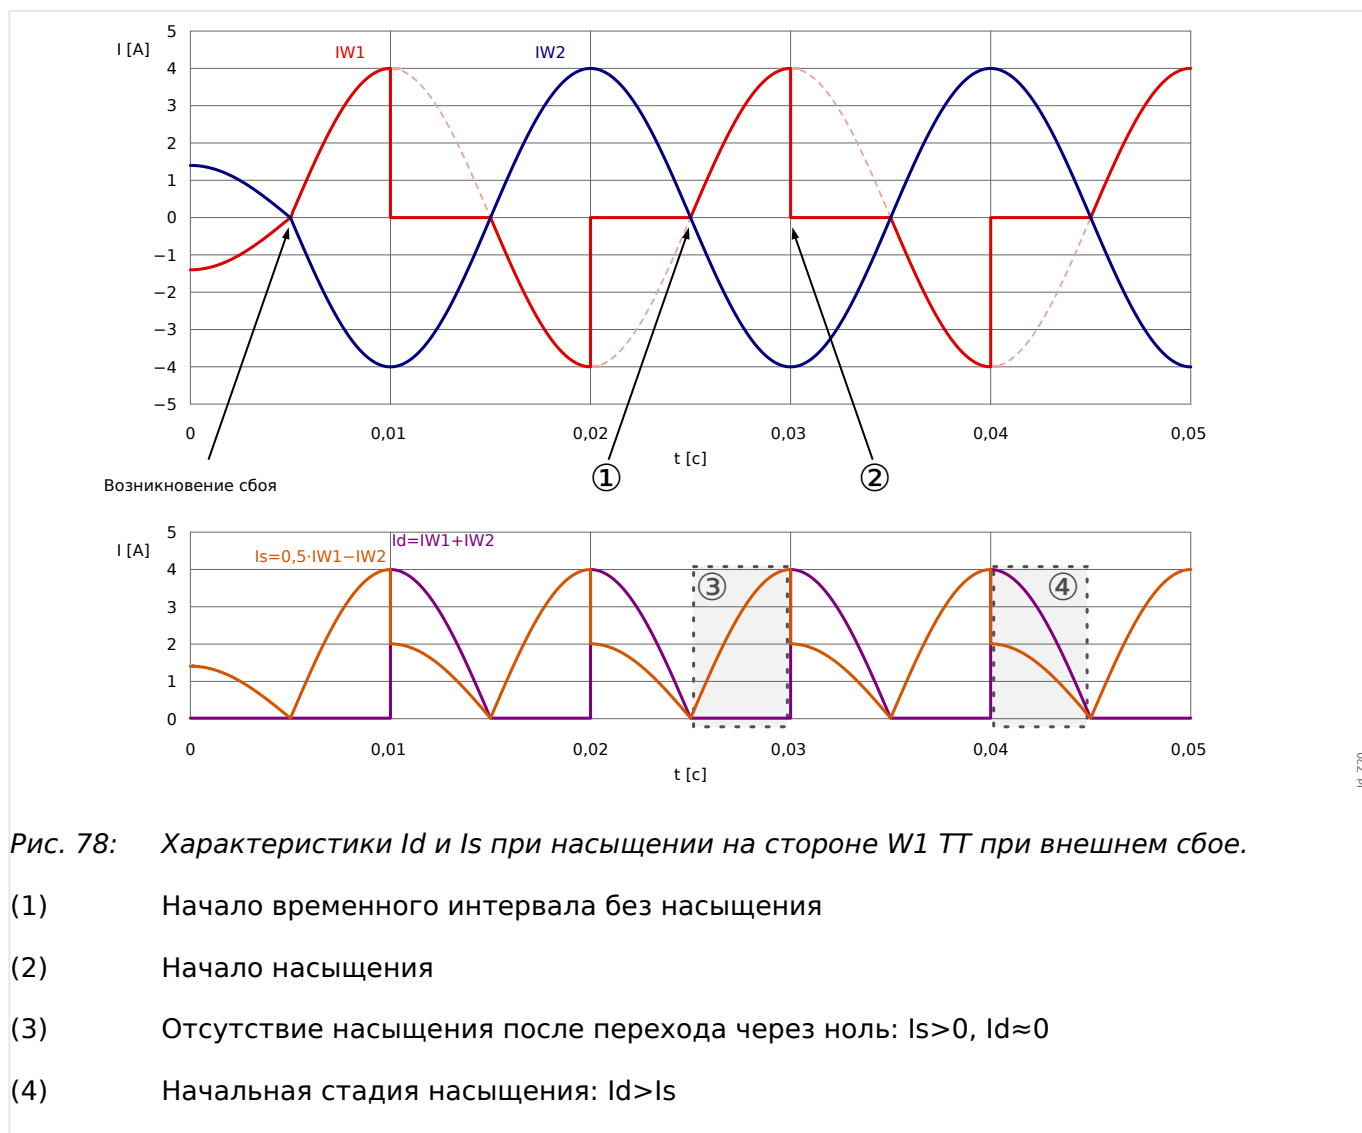 I [A]
IW1
IW2
5
4
3
2
1
0
−1
−2
−3
−4
−5
0
0,01
0,02
0,03
0,04
0,05
t [c]
Возникновение сбоя
①
②
I [A]
Is=0,5·IW1−IW2
Id=IW1+IW2
5
4
3
2
1
0
③
④
0
0,01
0,02
0,03
0,04
0,05
t [c]
Рис. 78: Характеристики Id и Is при насыщении на стороне W1 ТТ при внешнем сбое.
(1) Начало временного интервала без насыщения
(2) Начало насыщения
(3) Отсутствие насыщения после перехода через ноль: Is>0, Id≈0
(4) Начальная стадия насыщения: Id>Is